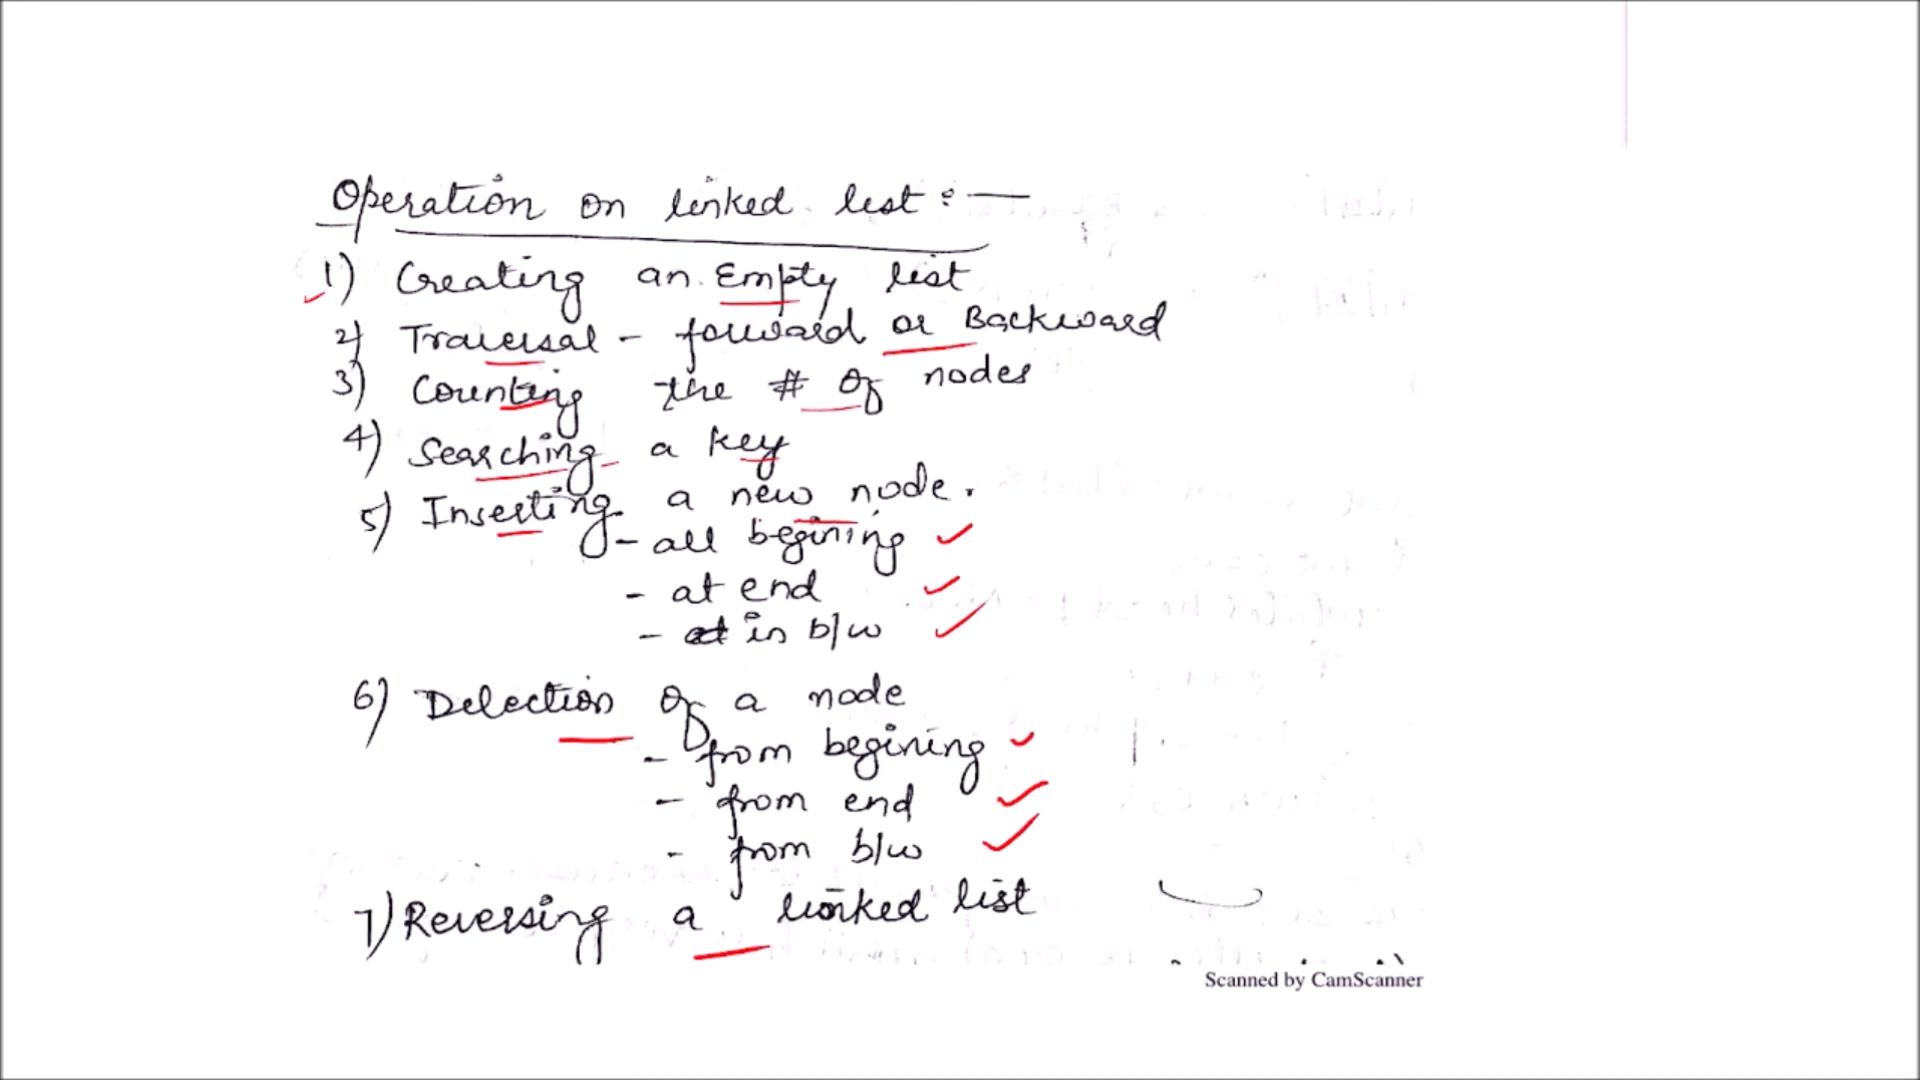 Operation on linked list :—
1) Creating an Empty list
2) Traversal - forward or Backward
3) Counting the # of nodes
4) Searching a key
5) Inserting a new node.
- all begining
- at end
- at in b/w
6) Delection of a node
- from begining
- from end
- from b/w
7) Reversing a linked list
Scanned by CamScanner